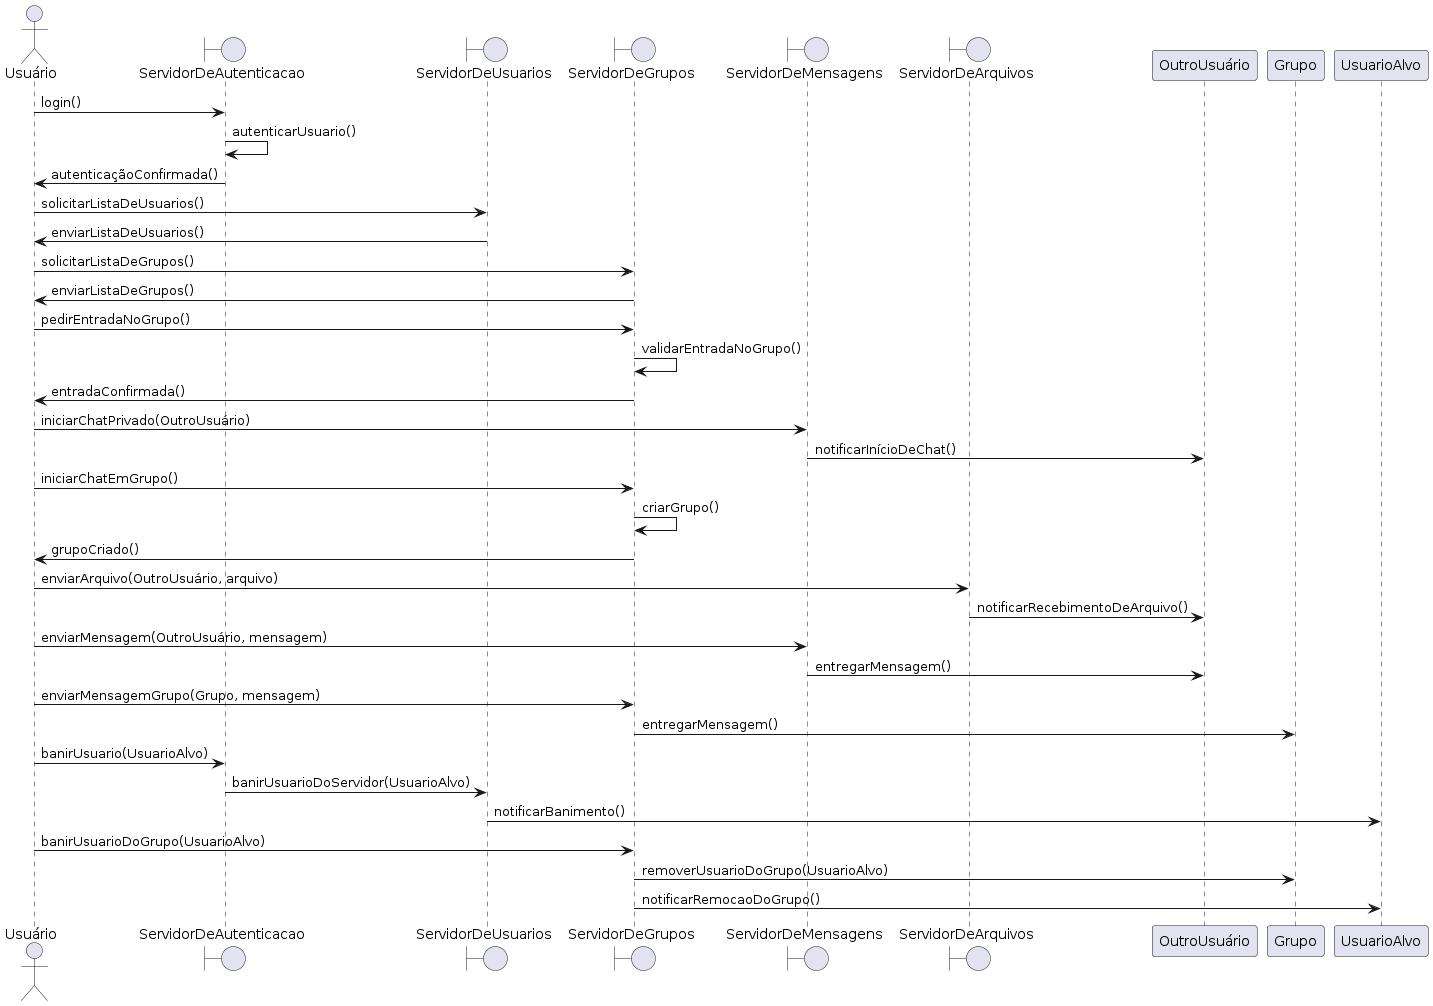 Usuário
ServidorDeAutenticacao
ServidorDeUsuarios
ServidorDeGrupos
ServidorDeMensagens
ServidorDeArquivos
OutroUsuário
Grupo
UsuarioAlvo
login()
autenticarUsuario()
autenticaçãoConfirmada()
solicitarListaDeUsuarios()
enviarListaDeUsuarios()
solicitarListaDeGrupos()
enviarListaDeGrupos()
pedirEntradaNoGrupo()
validarEntradaNoGrupo()
entradaConfirmada()
iniciarChatPrivado(OutroUsuário)
notificarInícioDeChat()
iniciarChatEmGrupo()
criarGrupo()
grupoCriado()
enviarArquivo(OutroUsuário, arquivo)
notificarRecebimentoDeArquivo()
enviarMensagem(OutroUsuário, mensagem)
entregarMensagem()
enviarMensagemGrupo(Grupo, mensagem)
entregarMensagem()
banirUsuario(UsuarioAlvo)
banirUsuarioDoServidor(UsuarioAlvo)
notificarBanimento()
banirUsuarioDoGrupo(UsuarioAlvo)
removerUsuarioDoGrupo(UsuarioAlvo)
notificarRemocaoDoGrupo()
Usuário
ServidorDeAutenticacao
ServidorDeUsuarios
ServidorDeGrupos
ServidorDeMensagens
ServidorDeArquivos
OutroUsuário
Grupo
UsuarioAlvo